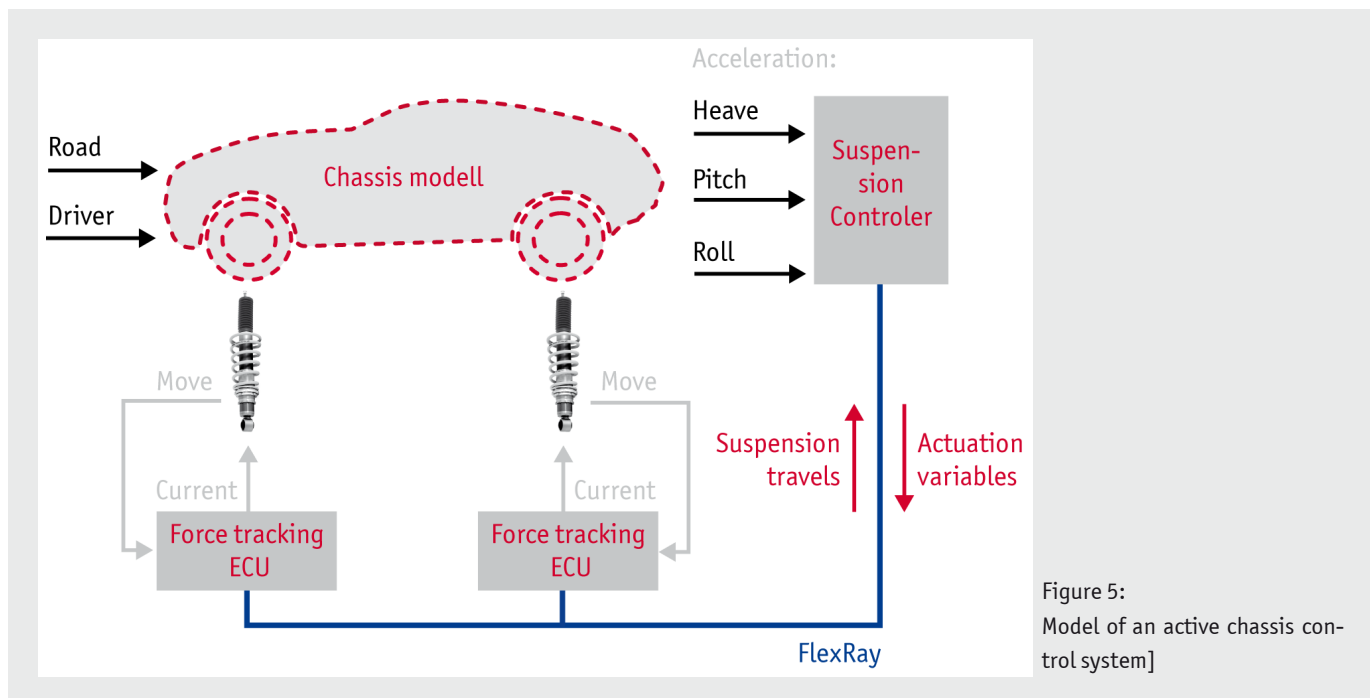 Acceleration:
Road
Driver
Chassis modell
Heave
Pitch
Roll
Suspen-
sion
Controler
Move
Move
Current
Current
Force tracking
ECU
Force tracking
ECU
Suspension
travels
Actuation
variables
FlexRay
Figure 5:
Model of an active chassis con-
trol system]